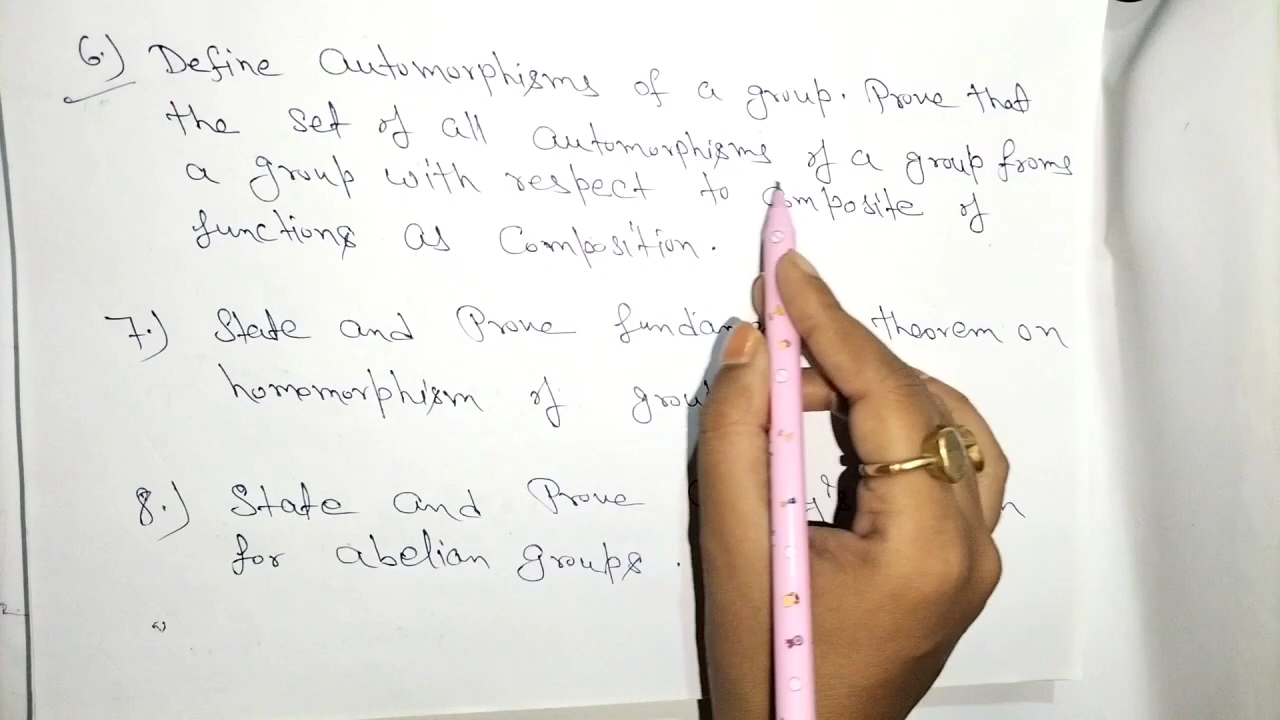 6.) Define automorphisms of a group. Prove that
the set of all automorphisms of a group froms
a group with respect to composite of
functions as Composition.
7.) State and Prove theorem on
homomorphism of
8.) State and Prove
for abelian groups.